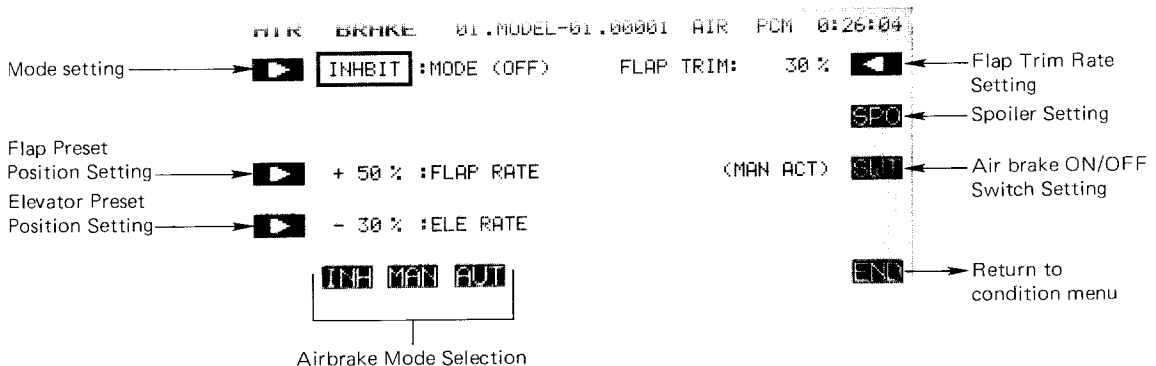 AIR BRAKE 01.MODEL-01.00001 AIR PCM 0:26:04
Mode setting INHBIT :MODE (OFF) FLAP TRIM: 30 % Flap Trim Rate
Setting
SPO Spoiler Setting
Flap Preset
Position Setting + 50 % :FLAP RATE (MAN ACT) SWT Air brake ON/OFF
Switch Setting
Elevator Preset
Position Setting - 30 % :ELE RATE
INH MAN AUT END Return to
condition menu
Airbrake Mode Selection